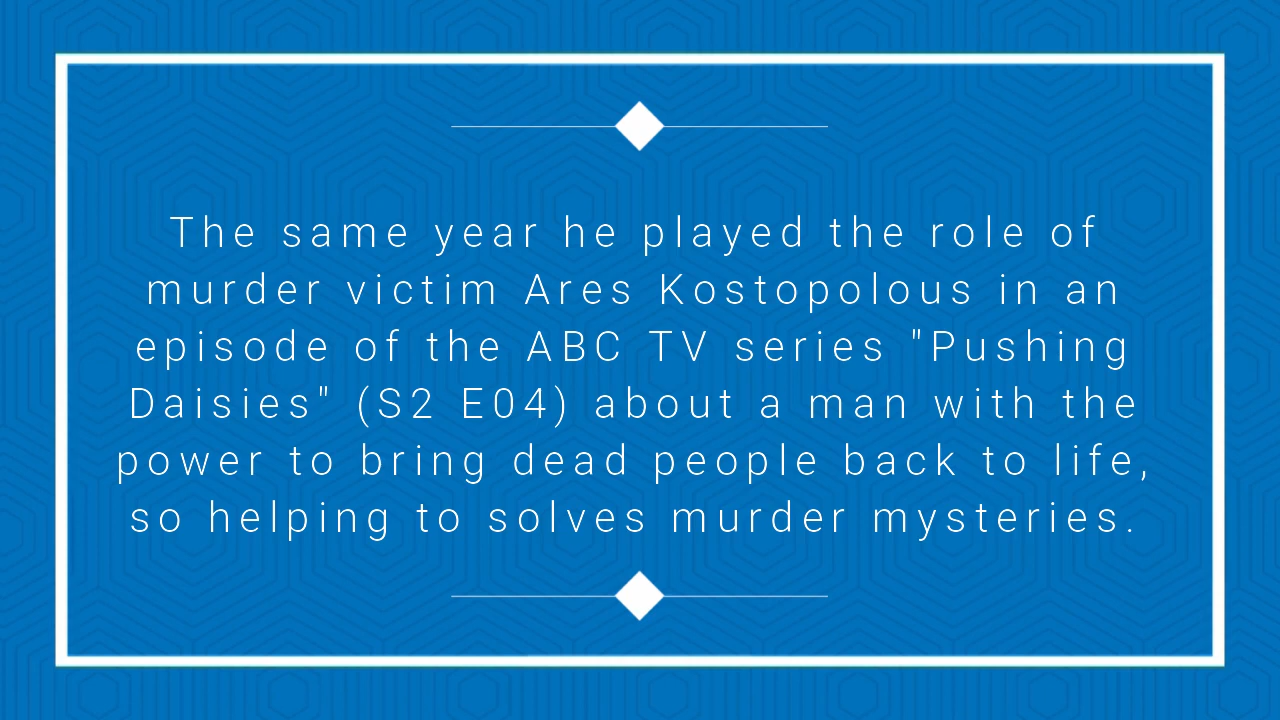 The same year he played the role of
murder victim Ares Kostopolous in an
episode of the ABC TV series "Pushing
Daisies" (S2 E04) about a man with the
power to bring dead people back to life,
so helping to solves murder mysteries.